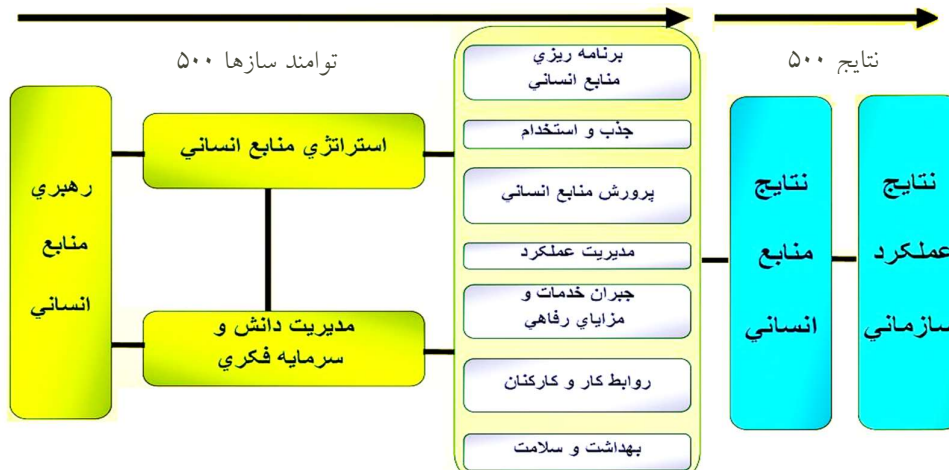 توامند سازها ۵۰۰
نتايج ۵۰۰
رهبري
منابع
انساني
استراتژي منابع انساني
مديريت دانش و
سرمايه فكري
برنامه ريزي
منابع انساني
جذب و استخدام
پرورش منابع انساني
مديريت عملكرد
جبران خدمات و
مزاياي رفاهي
روابط كار و كاركنان
بهداشت و سلامت
نتايج
منابع
انساني
نتايج
عملكرد
سازماني